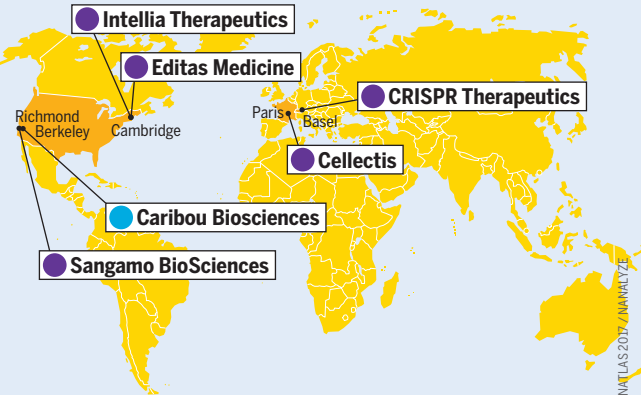 Intellia Therapeutics
Editas Medicine
CRISPR Therapeutics
Richmond
Berkeley
Cambridge
Paris
Basel
Cellectis
Caribou Biosciences
Sangamo BioSciences
NATLAS 2017 / NANALYZE